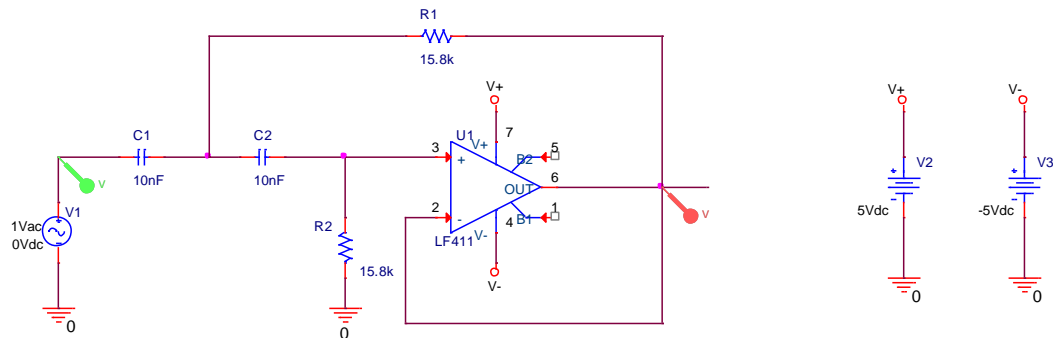 R1
15.8k
V+
7
U1
V+
C1
C2
3
+
5
B2
10nF
10nF
OUT
6
V
V
V1
1Vac
0Vdc
2
-
B1
1
4
V-
LF411
R2
15.8k
V-
0
0
V+
V-
+
V2
+
V3
-
5Vdc
-
-5Vdc
0
0